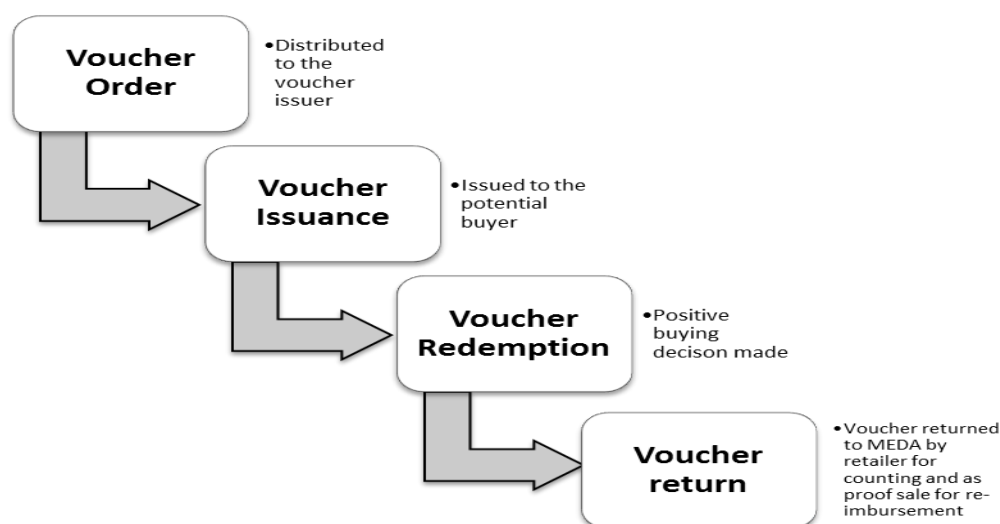 Voucher
Order
•Distributed
to the
voucher
issuer
Voucher
Issuance
•Issued to the
potential
buyer
Voucher
Redemption
•Positive
buying
decison made
Voucher
return
•Voucher returned
to MEDA by
retailer for
counting and as
proof sale for re-
imbursement